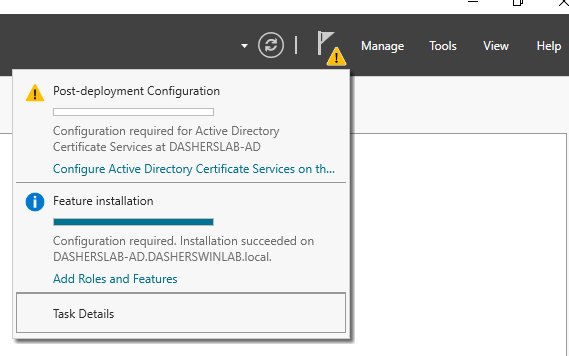 Manage Tools View Help
Post-deployment Configuration
Configuration required for Active Directory
Certificate Services at DASHERSLAB-AD
Configure Active Directory Certificate Services on th...
Feature installation
Configuration required. Installation succeeded on
DASHERSLAB-AD.DASHERSWINLAB.local.
Add Roles and Features
Task Details